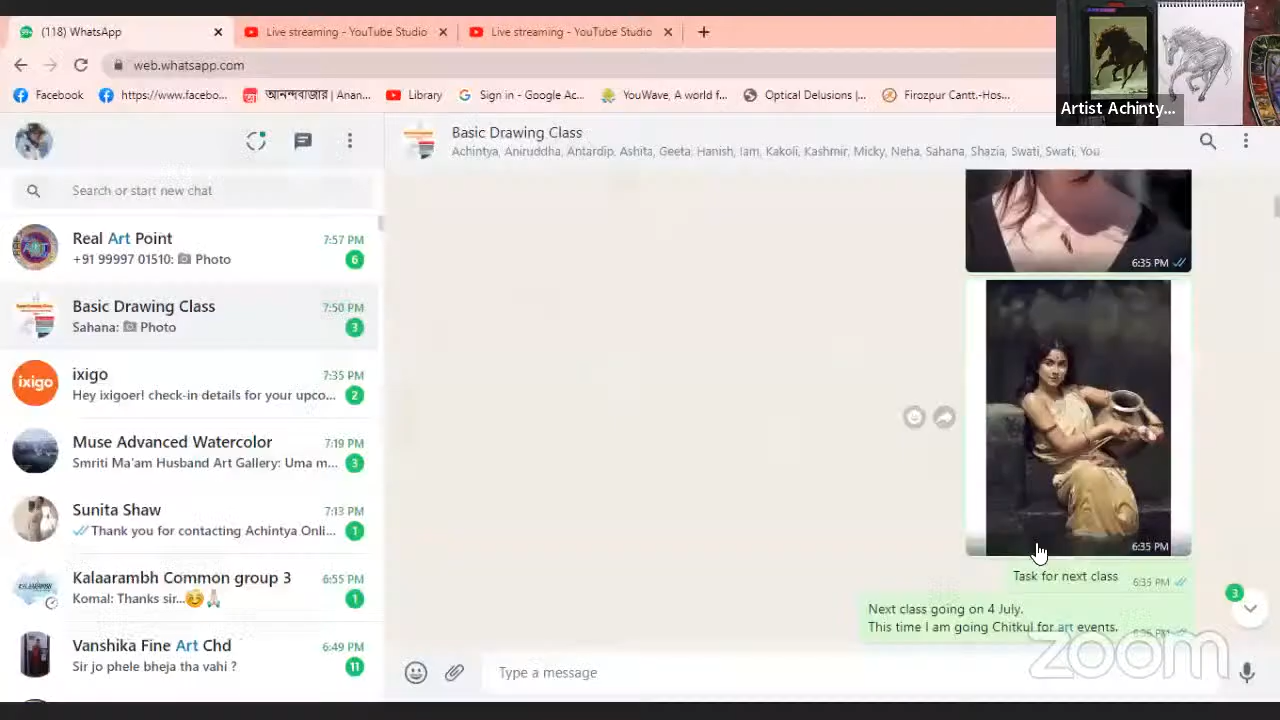 (118) WhatsApp
Live streaming - YouTube Studio
Live streaming - YouTube Studio
web.whatsapp.com
Facebook
https://www.facebo...
আনন্দবাজার | Anan...
Library
Sign in - Google Ac...
YouWave, A world f...
Optical Delusions |...
Firozpur Cantt.-Hos...
Artist Achinty...
Basic Drawing Class
Achintya, Aniruddha, Antardip, Ashita, Geeta, Hanish, Iam, Kakoli, Kashmir, Micky, Neha, Sahana, Shazia, Swati, Swati, You
Search or start new chat
Real Art Point
7:57 PM
+91 99997 01510: Photo
6
Basic Drawing Class
7:50 PM
Sahana: Photo
3
ixigo
ixigo
7:35 PM
Hey ixigoer! check-in details for your upco...
2
Muse Advanced Watercolor
7:19 PM
Smriti Ma'am Husband Art Gallery: Uma m...
3
Sunita Shaw
7:13 PM
Thank you for contacting Achintya Onli...
1
Kalaarambh Common group 3
6:55 PM
Komal: Thanks sir...
1
Vanshika Fine Art Chd
6:49 PM
Sir jo phele bheja tha vahi ?
11
6:35 PM
6:35 PM
Task for next class
6:35 PM
Next class going on 4 July.
This time I am going Chitkul for art events.
6:36 PM
3
Type a message
zoom